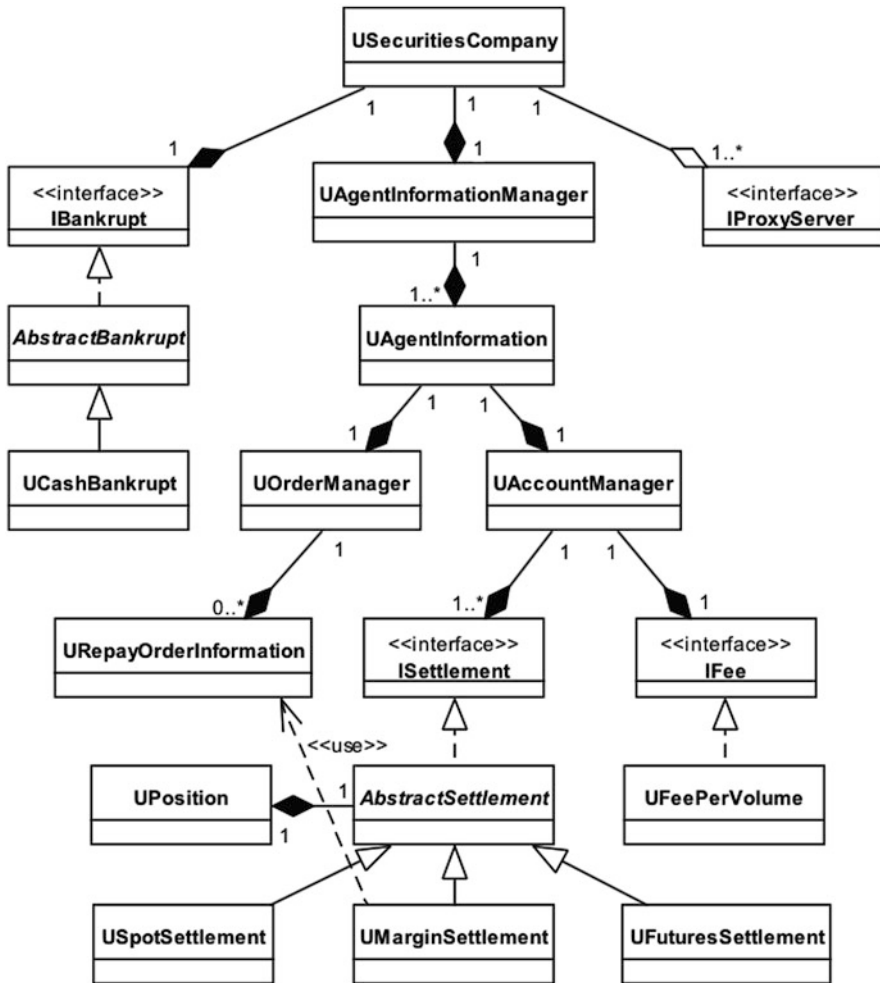 USecuritiesCompany
1
1
1
1
1
1..*
<<interface>>
IBankrupt
UAgentInformationManager
<<interface>>
IProxyServer
1
1..*
AbstractBankrupt
UAgentInformation
1
1
1
1
UCashBankrupt
UOrderManager
UAccountManager
1
1
1
0..*
1..*
1
URepayOrderInformation
<<interface>>
ISettlement
<<interface>>
IFee
<<use>>
UPosition
1
1
AbstractSettlement
UFeePerVolume
USpotSettlement
UMarginSettlement
UFuturesSettlement